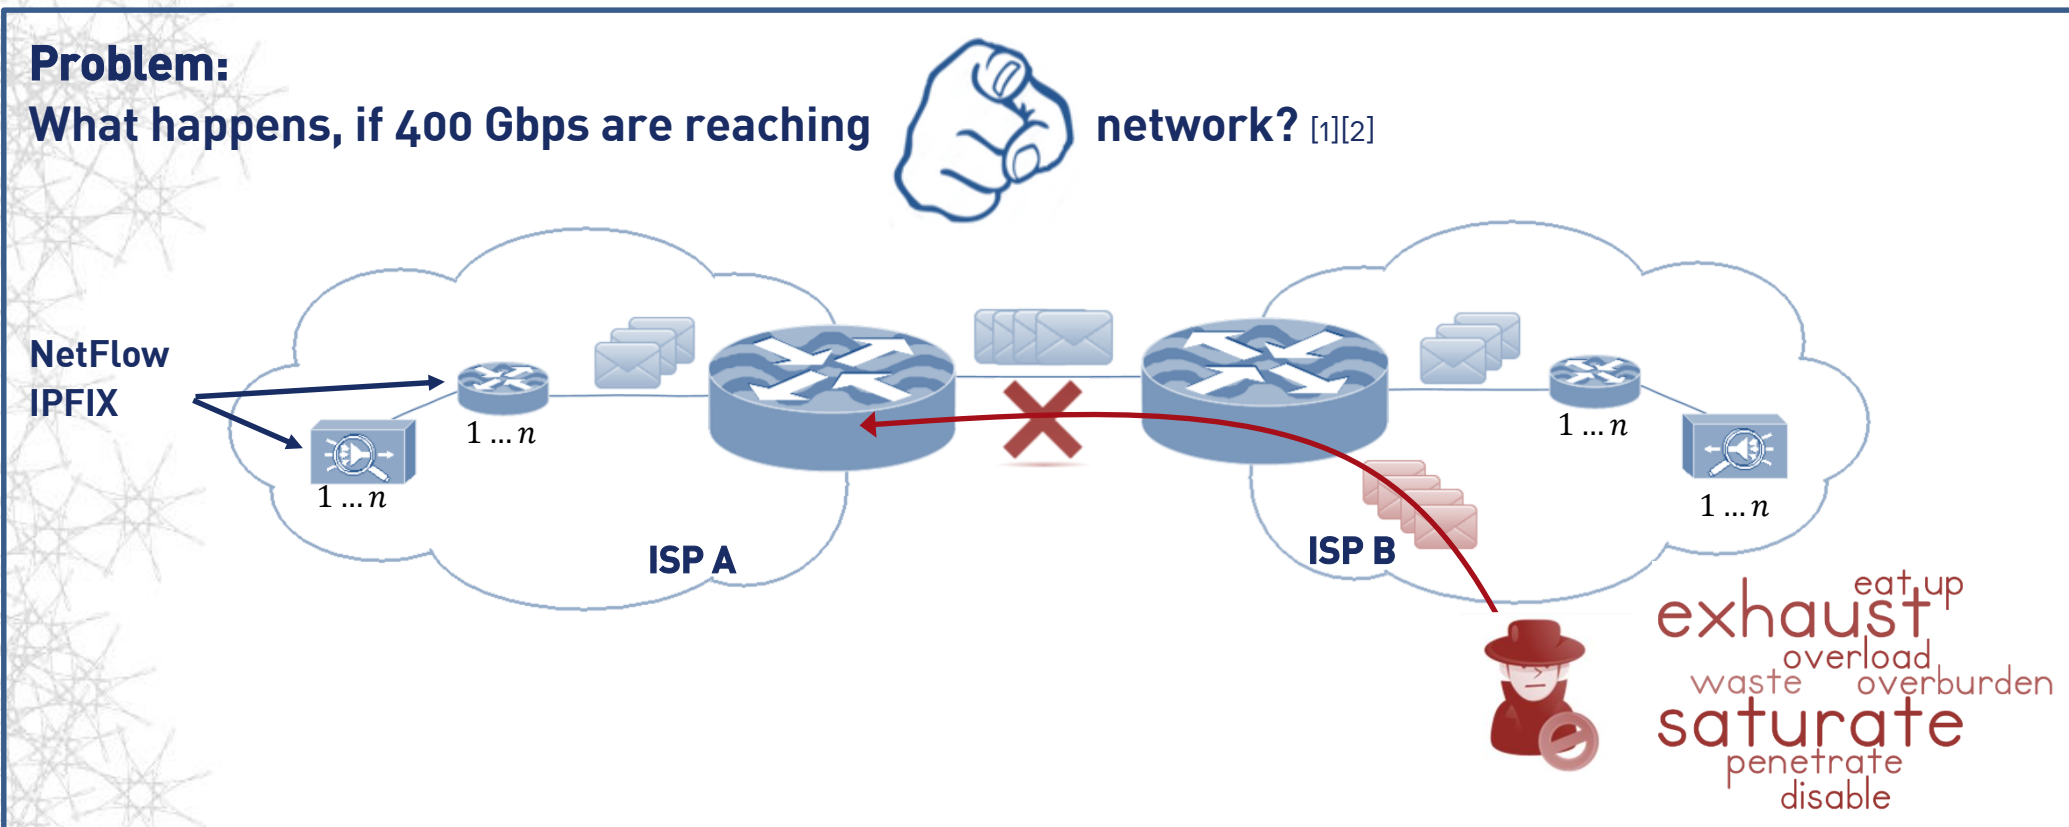 Problem:
What happens, if 400 Gbps are reaching network? [1][2]
NetFlow
IPFIX
1 ... n
1 ... n
ISP A
1 ... n
1 ... n
ISP B
eat up
exhaust
overload
waste overburden
saturate
penetrate
disable